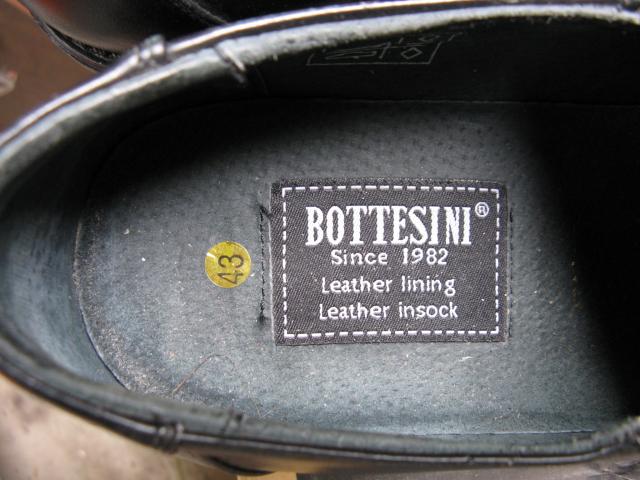 BOTTESINI®
Since 1982
Leather lining
Leather insock
43